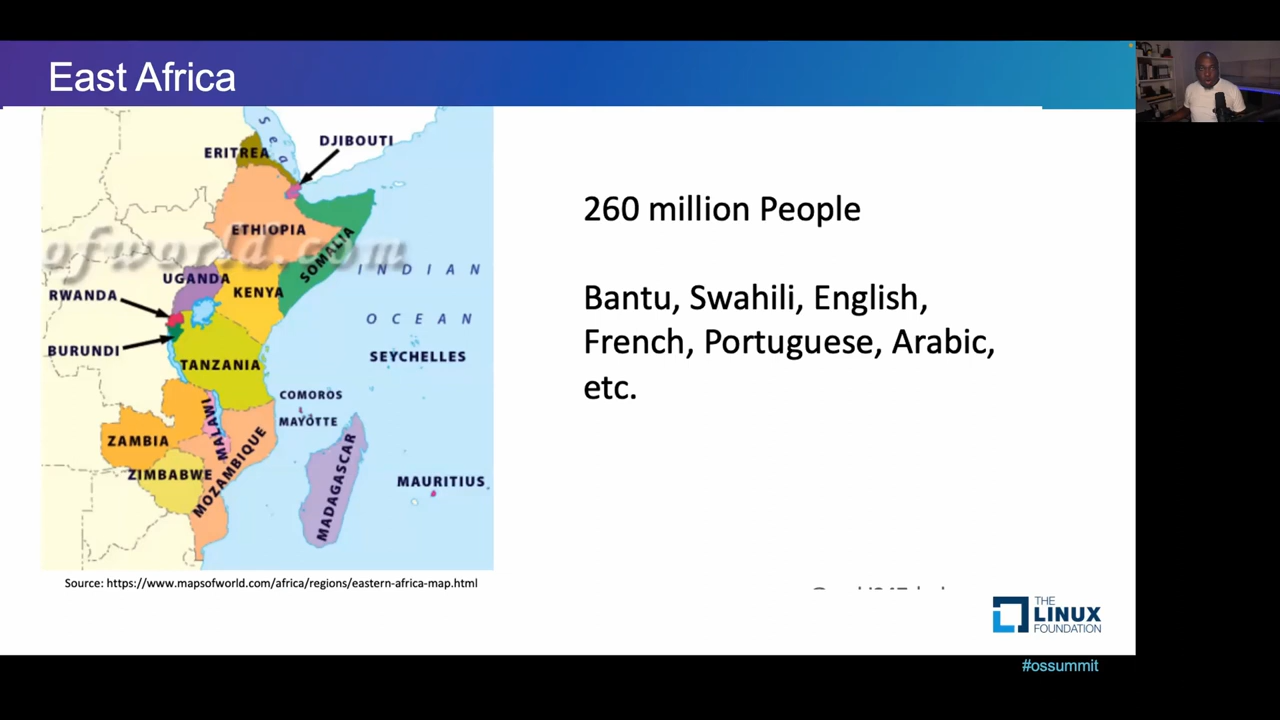 East Africa
S e a
DJIBOUTI
ERITREA
ETHIOPIA
ofworld.com
SOMALIA
UGANDA
KENYA
I N D I A N
RWANDA
O C E A N
BURUNDI
SEYCHELLES
TANZANIA
COMOROS
MAYOTTE
MALAWI
ZAMBIA
ZIMBABWE
MOZAMBIQUE
MADAGASCAR
MAURITIUS
Source: https://www.mapsofworld.com/africa/regions/eastern-africa-map.html
260 million People
Bantu, Swahili, English,
French, Portuguese, Arabic,
etc.
THE
LINUX
FOUNDATION
#ossummit